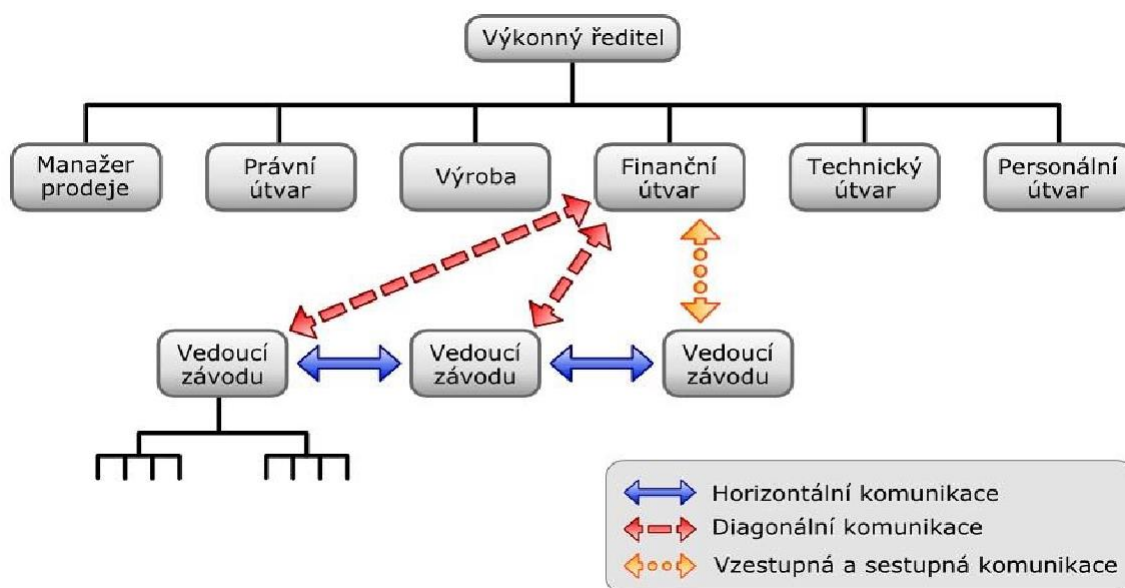 Výkonný ředitel
Manažer
prodeje
Právní
útvar
Výroba
Finanční
útvar
Technický
útvar
Personální
útvar
Vedoucí
závodu
Vedoucí
závodu
Vedoucí
závodu
Horizontální komunikace
Diagonální komunikace
Vzestupná a sestupná komunikace